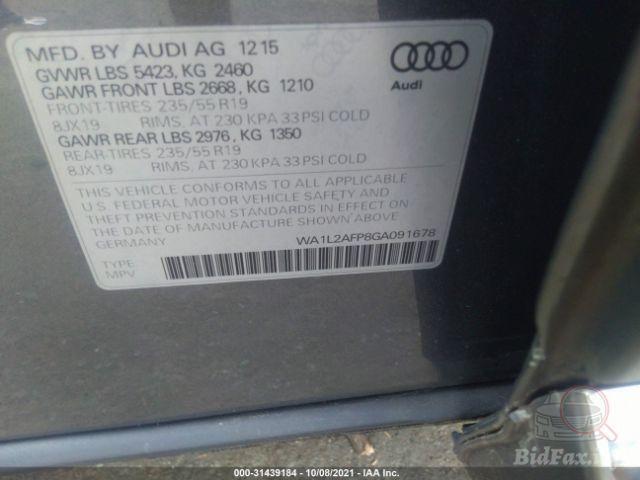 MFD. BY AUDI AG 1215
GVWR LBS 5423, KG 2460
GAWR FRONT LBS 2668, KG 1210
FRONT-TIRES 235/55 R19
8JX19 RIMS, AT 230 KPA 33 PSI COLD
GAWR REAR LBS 2976, KG 1350
REAR-TIRES 235/55 R19
8JX19 RIMS, AT 230 KPA 33 PSI COLD
THIS VEHICLE CONFORMS TO ALL APPLICABLE
U.S. FEDERAL MOTOR VEHICLE SAFETY AND
THEFT PREVENTION STANDARDS IN EFFECT ON
THE DATE OF MANUFACTURE SHOWN ABOVE.
GERMANY
WA1L2AFP8GA091678
TYPE:
MPV
Audi
BidFax
000-31439184 - 10/08/2021 - IAA Inc.